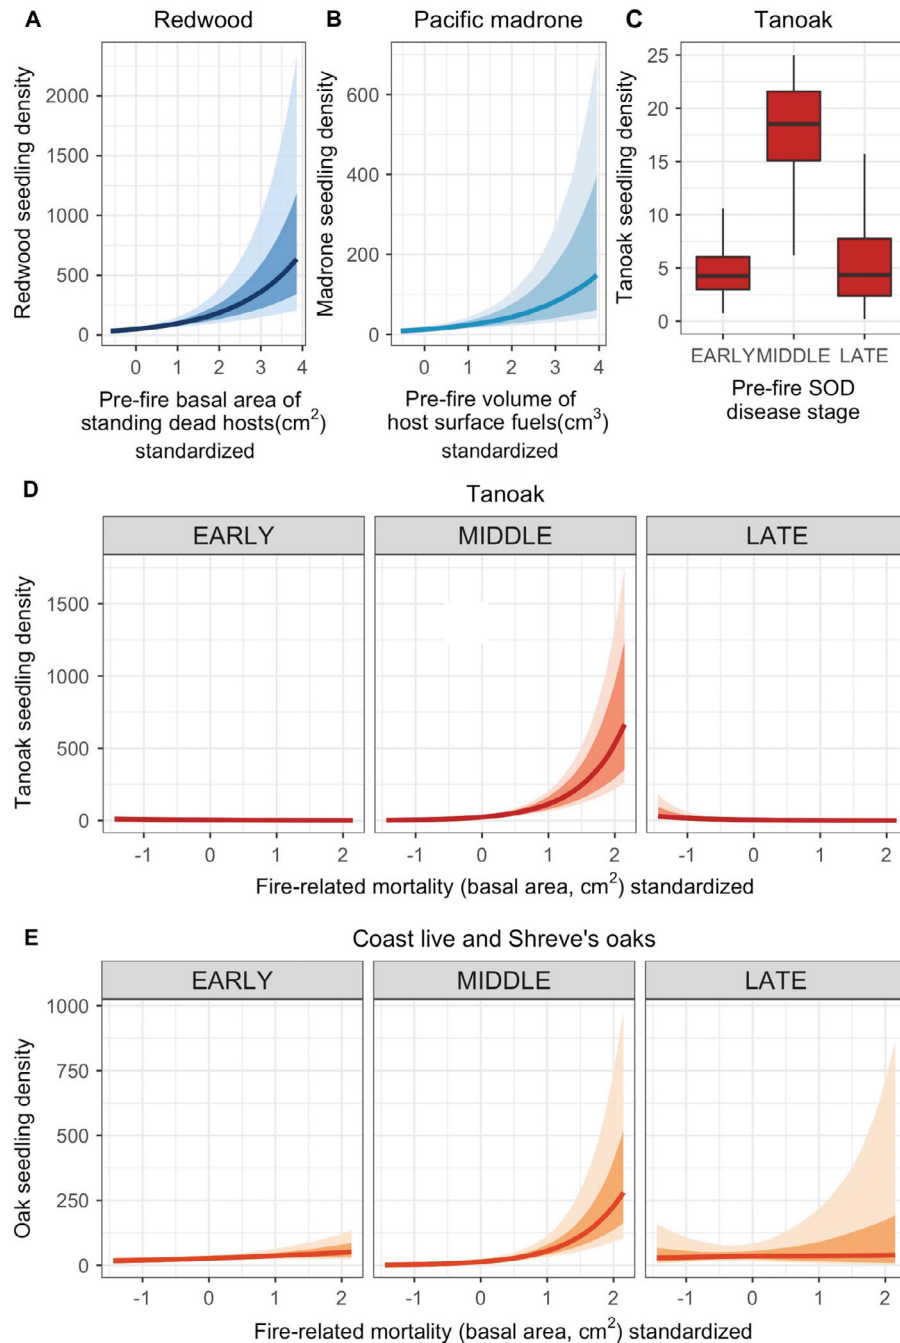 A
Redwood
Redwood seedling density
2000
1500
1000
500
0
0 1 2 3 4
Pre-fire basal area of
standing dead hosts(cm²)
standardized
B
Pacific madrone
Madrone seedling density
600
400
200
0
0 1 2 3 4
Pre-fire volume of
host surface fuels(cm³)
standardized
C
Tanoak
Tanoak seedling density
25
20
15
10
5
0
EARLY MIDDLE LATE
Pre-fire SOD
disease stage
D
Tanoak
EARLY MIDDLE LATE
Tanoak seedling density
1500
1000
500
0
-1 0 1 2 -1 0 1 2 -1 0 1 2
Fire-related mortality (basal area, cm²) standardized
E
Coast live and Shreve's oaks
EARLY MIDDLE LATE
Oak seedling density
1000
750
500
250
0
-1 0 1 2 -1 0 1 2 -1 0 1 2
Fire-related mortality (basal area, cm²) standardized